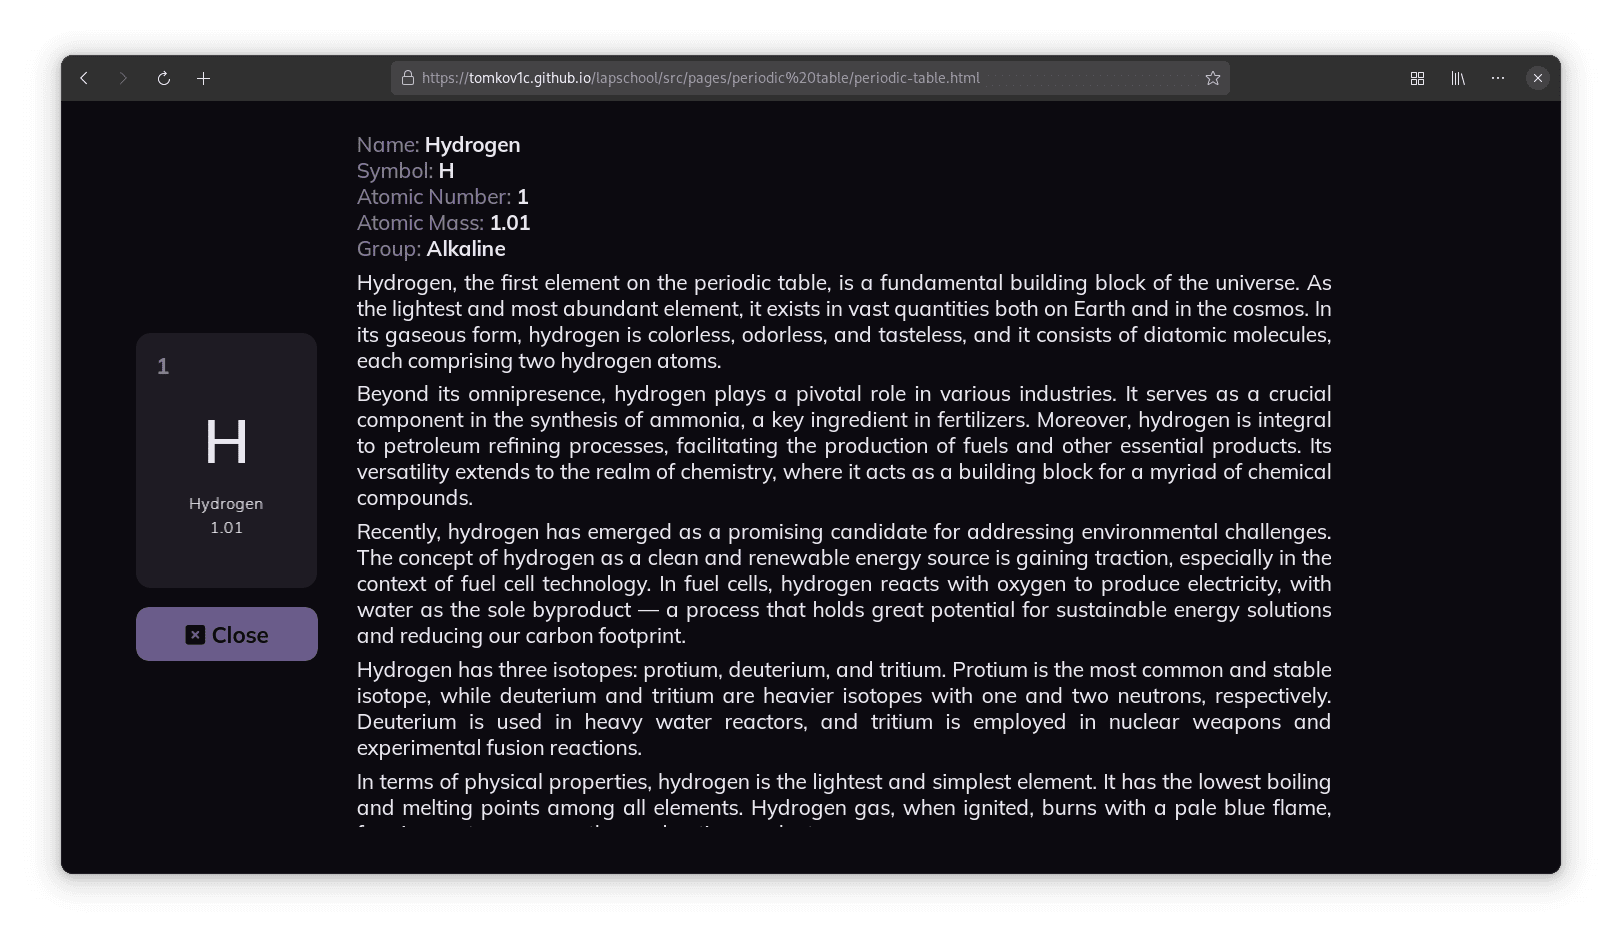 https://tomkov1c.github.io/lapschool/src/pages/periodic%20table/periodic-table.html
Name: Hydrogen
Symbol: H
Atomic Number: 1
Atomic Mass: 1.01
Group: Alkaline
Hydrogen, the first element on the periodic table, is a fundamental building block of the universe. As
the lightest and most abundant element, it exists in vast quantities both on Earth and in the cosmos. In
its gaseous form, hydrogen is colorless, odorless, and tasteless, and it consists of diatomic molecules,
each comprising two hydrogen atoms.
Beyond its omnipresence, hydrogen plays a pivotal role in various industries. It serves as a crucial
component in the synthesis of ammonia, a key ingredient in fertilizers. Moreover, hydrogen is integral
to petroleum refining processes, facilitating the production of fuels and other essential products. Its
versatility extends to the realm of chemistry, where it acts as a building block for a myriad of chemical
compounds.
Recently, hydrogen has emerged as a promising candidate for addressing environmental challenges.
The concept of hydrogen as a clean and renewable energy source is gaining traction, especially in the
context of fuel cell technology. In fuel cells, hydrogen reacts with oxygen to produce electricity, with
water as the sole byproduct — a process that holds great potential for sustainable energy solutions
and reducing our carbon footprint.
Hydrogen has three isotopes: protium, deuterium, and tritium. Protium is the most common and stable
isotope, while deuterium and tritium are heavier isotopes with one and two neutrons, respectively.
Deuterium is used in heavy water reactors, and tritium is employed in nuclear weapons and
experimental fusion reactions.
In terms of physical properties, hydrogen is the lightest and simplest element. It has the lowest boiling
and melting points among all elements. Hydrogen gas, when ignited, burns with a pale blue flame,
1
H
Hydrogen
1.01
Close